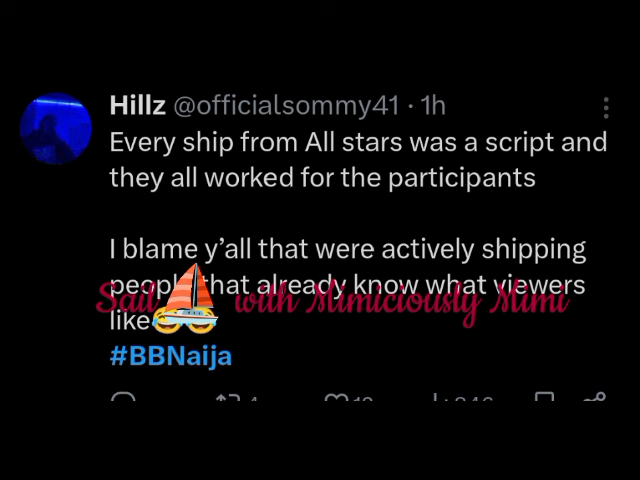 Hillz @officialsommy41 · 1h
Every ship from All stars was a script and
they all worked for the participants
I blame y'all that were actively shipping
people that already know what viewers
Sail with Mimiciously Mimi
like
#BBNaija